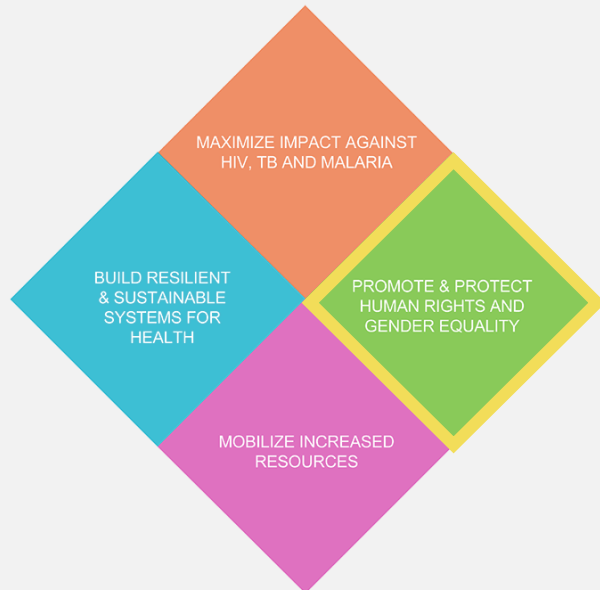 MAXIMIZE IMPACT AGAINST
HIV, TB AND MALARIA
BUILD RESILIENT
& SUSTAINABLE
SYSTEMS FOR
HEALTH
PROMOTE & PROTECT
HUMAN RIGHTS AND
GENDER EQUALITY
MOBILIZE INCREASED
RESOURCES